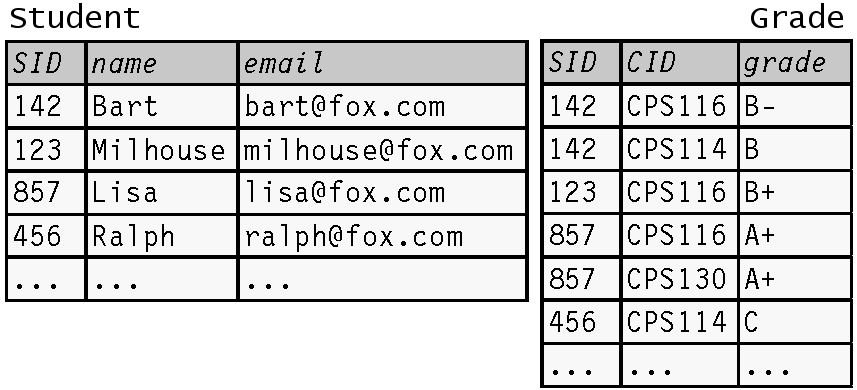 Student
SID name email
142 Bart bart@fox.com
123 Milhouse milhouse@fox.com
857 Lisa lisa@fox.com
456 Ralph ralph@fox.com
... ... ...
Grade
SID CID grade
142 CPS116 B-
142 CPS114 B
123 CPS116 B+
857 CPS116 A+
857 CPS130 A+
456 CPS114 C
... ... ...